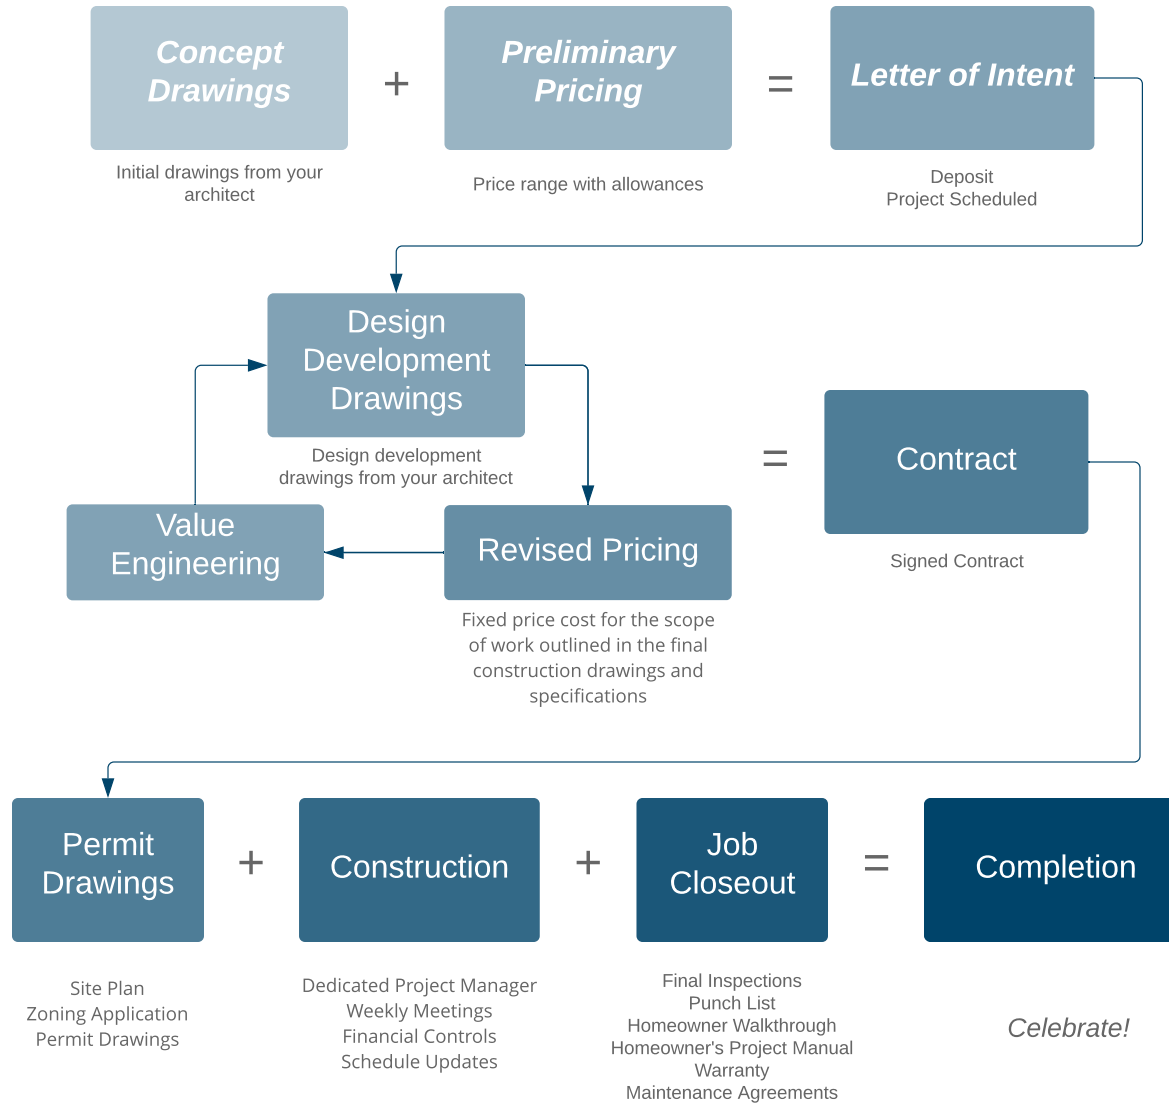 Concept
Drawings
+
Preliminary
Pricing
=
Letter of Intent
Initial drawings from your
architect
Price range with allowances
Deposit
Project Scheduled
Design
Development
Drawings
Design development
drawings from your architect
Value
Engineering
Revised Pricing
Fixed price cost for the scope
of work outlined in the final
construction drawings and
specifications
=
Contract
Signed Contract
Permit
Drawings
+
Construction
+
Job
Closeout
=
Completion
Site Plan
Zoning Application
Permit Drawings
Dedicated Project Manager
Weekly Meetings
Financial Controls
Schedule Updates
Final Inspections
Punch List
Homeowner Walkthrough
Homeowner's Project Manual
Warranty
Maintenance Agreements
Celebrate!